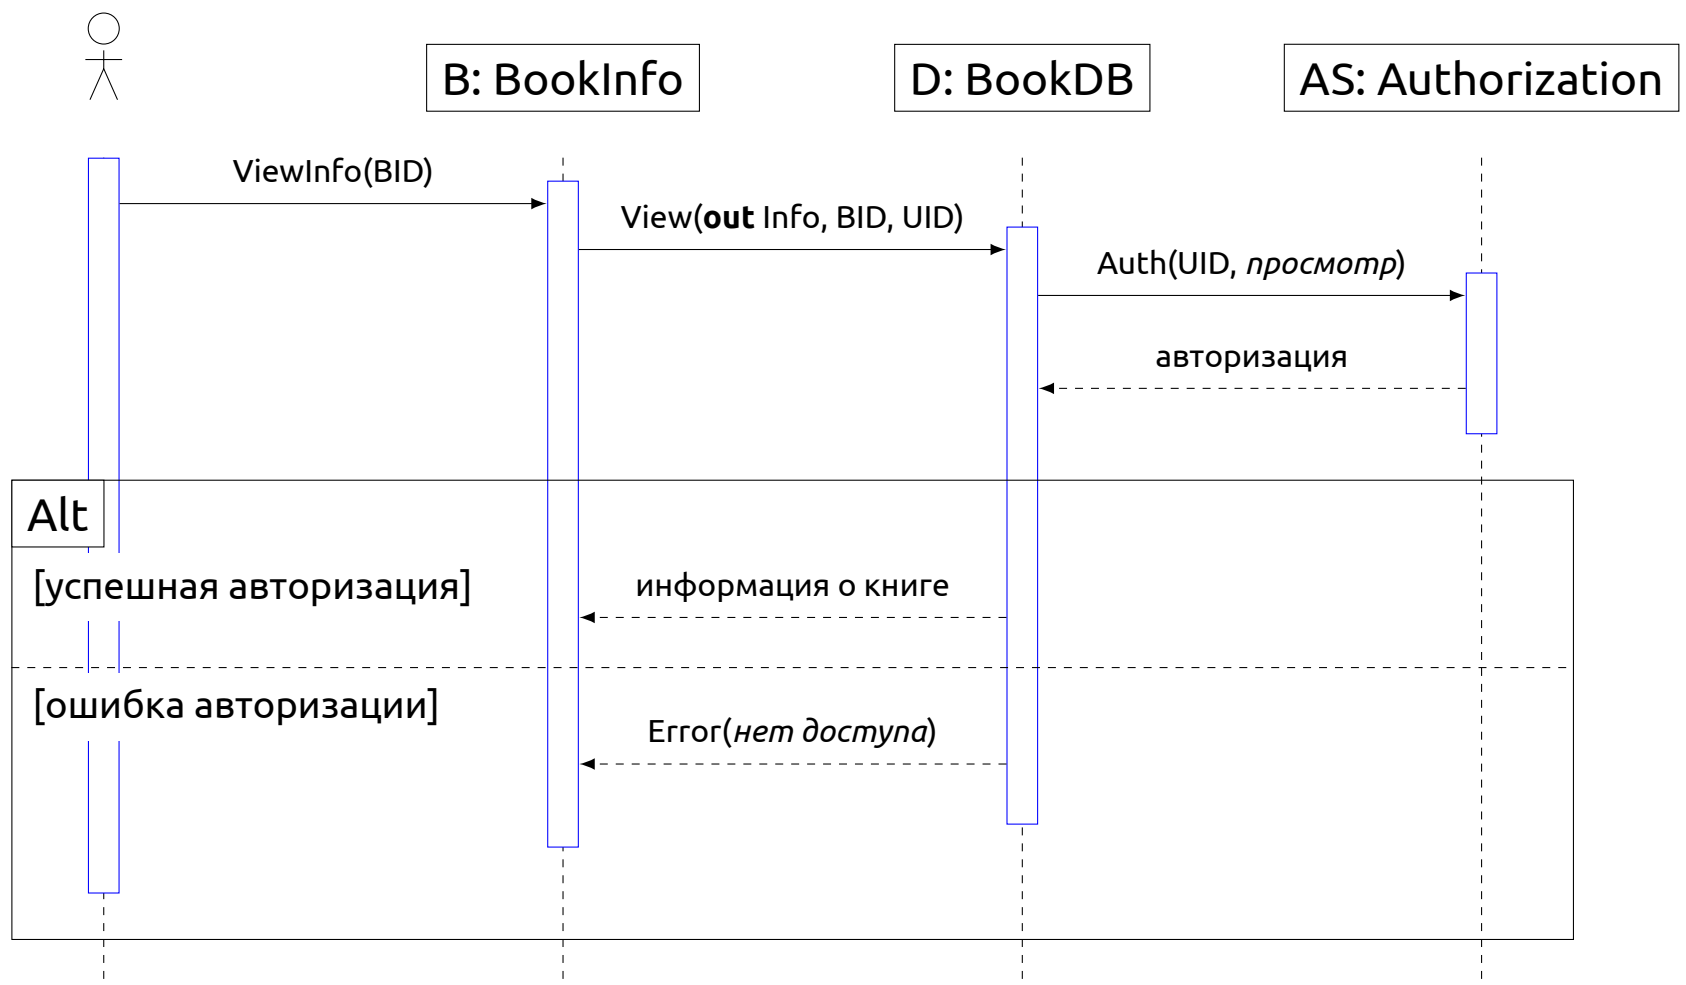 B: BookInfo
D: BookDB
AS: Authorization
ViewInfo(BID)
View(out Info, BID, UID)
Auth(UID, просмотр)
авторизация
Alt
[успешная авторизация]
информация о книге
[ошибка авторизации]
Error(нет доступа)